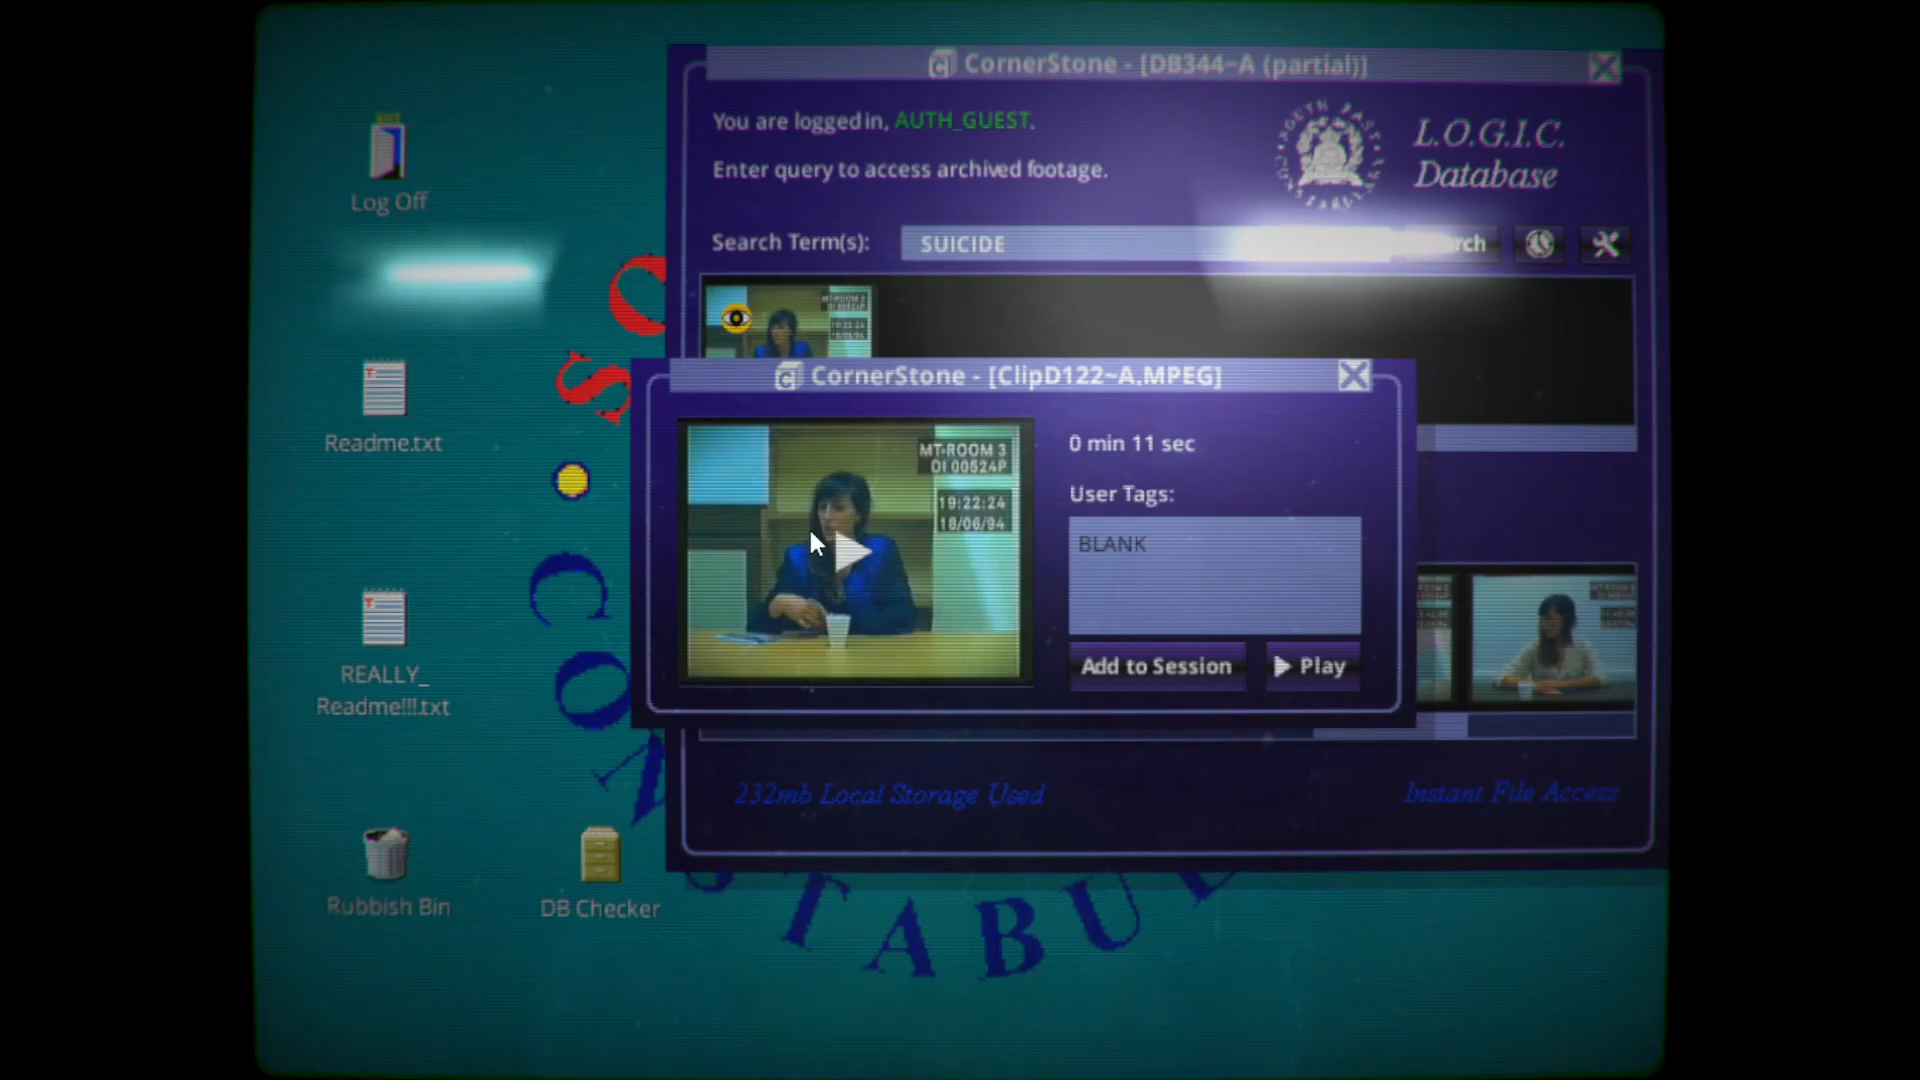 CornerStone - [DB344~A (partial)]
You are logged in, AUTH_GUEST.
Enter query to access archived footage.
L.O.G.I.C.
Database
Search Term(s):
SUICIDE
CornerStone - [ClipD122~A.MPEG]
MT-ROOM 3
DI 00524P
19:22:24
18/06/94
0 min 11 sec
User Tags:
BLANK
Add to Session
Play
232mb Local Storage Used
Instant File Access
Log Off
Readme.txt
REALLY_
Readme!!!.txt
Rubbish Bin
DB Checker